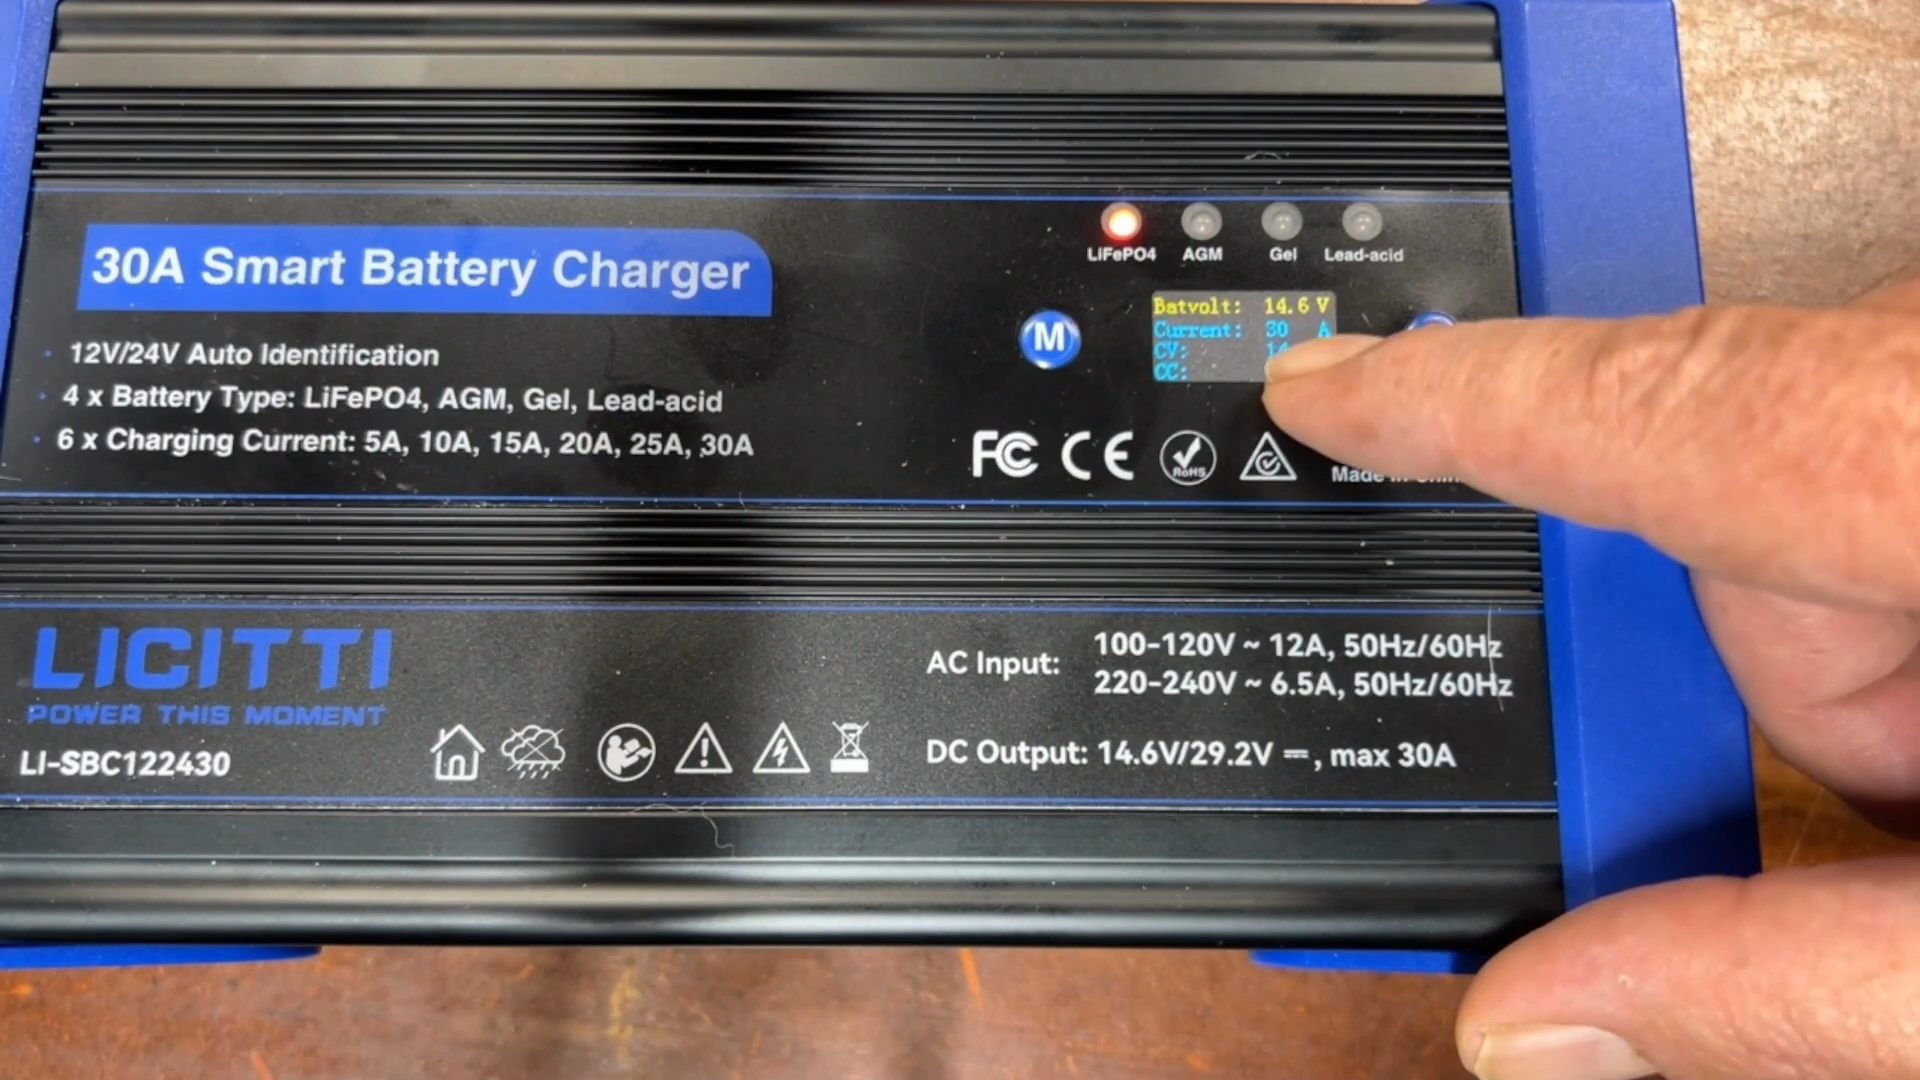 30A Smart Battery Charger
12V/24V Auto Identification
4 x Battery Type: LiFePO4, AGM, Gel, Lead-acid
6 x Charging Current: 5A, 10A, 15A, 20A, 25A, 30A
LiFePO4 AGM Gel Lead-acid
M
Batvolt: 14.6 V
Current: 30 A
CV: 14
CC:
FC CE RoHS
Made in
LICITTI
POWER THIS MOMENT
LI-SBC122430
AC Input: 100-120V ~ 12A, 50Hz/60Hz
220-240V ~ 6.5A, 50Hz/60Hz
DC Output: 14.6V/29.2V ⎓, max 30A